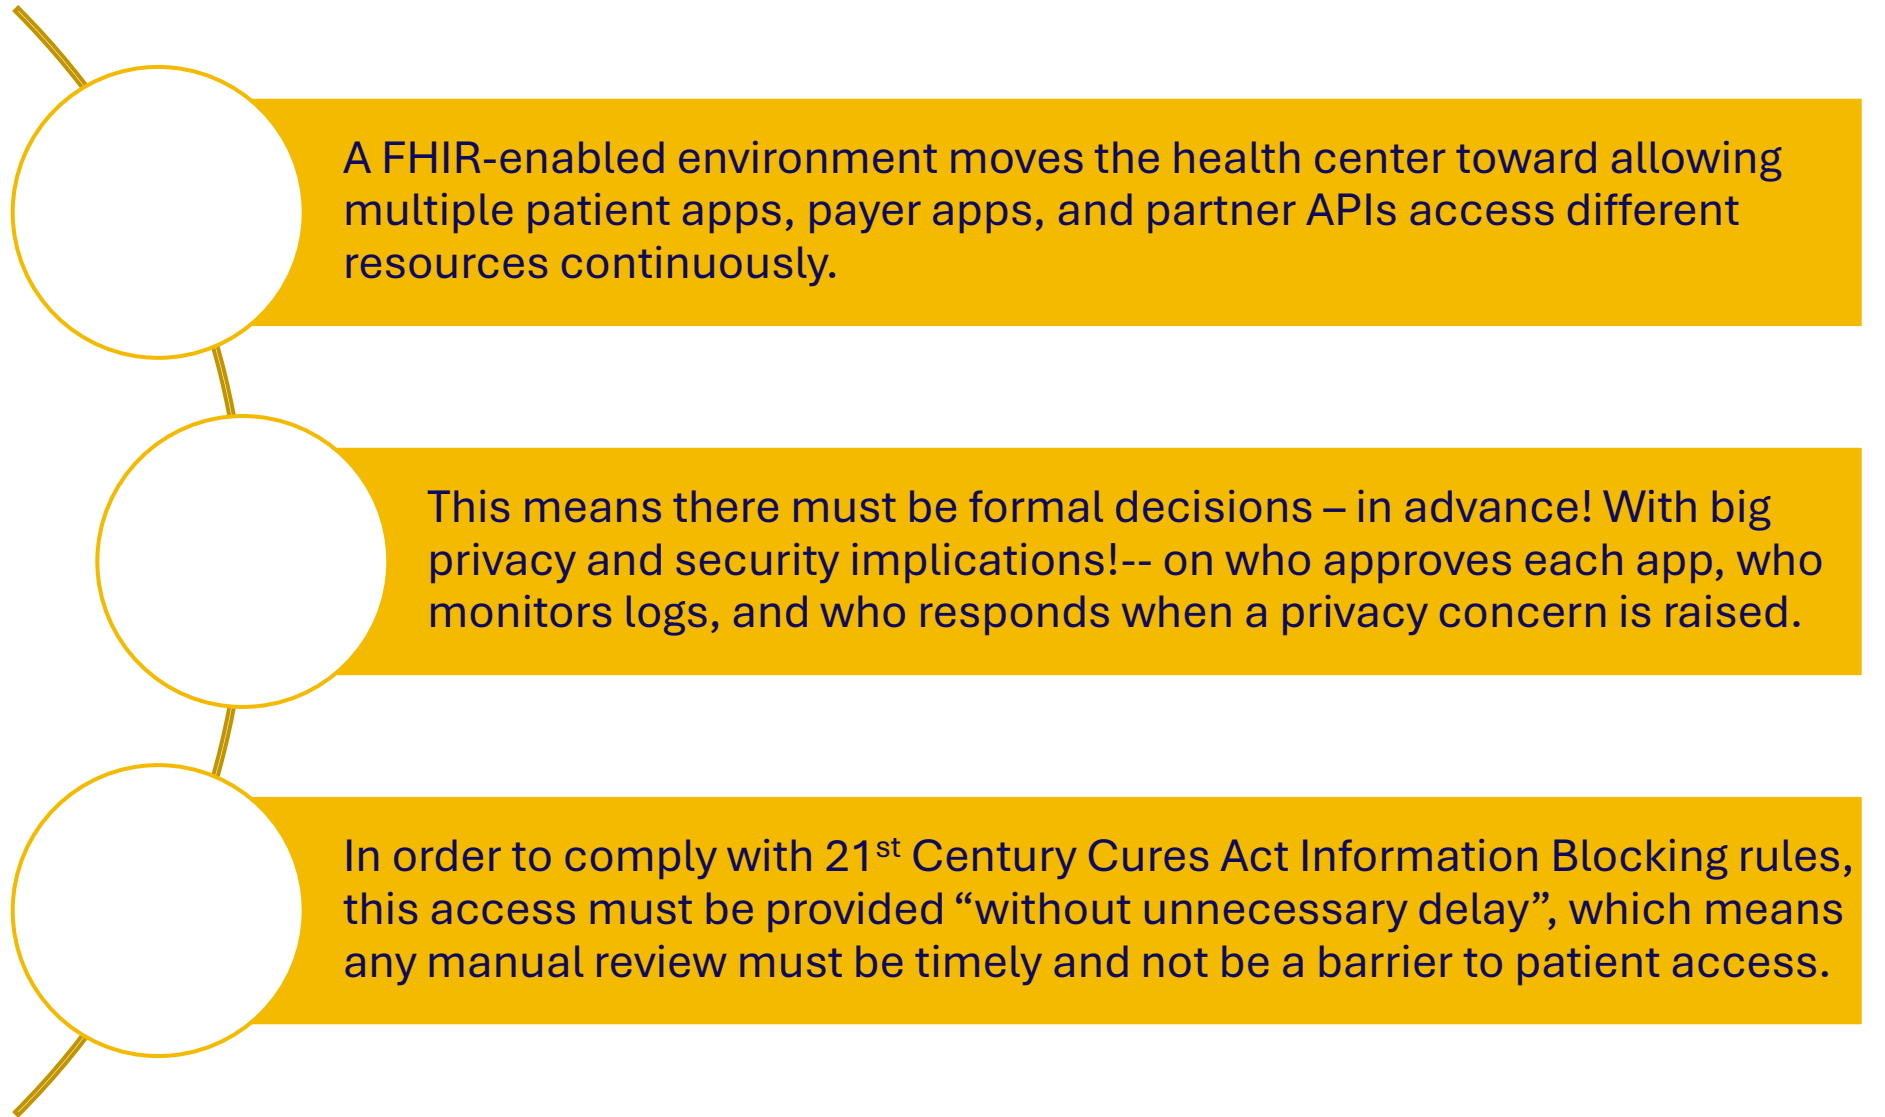 A FHIR-enabled environment moves the health center toward allowing
multiple patient apps, payer apps, and partner APIs access different
resources continuously.
This means there must be formal decisions – in advance! With big
privacy and security implications!-- on who approves each app, who
monitors logs, and who responds when a privacy concern is raised.
In order to comply with 21st Century Cures Act Information Blocking rules,
this access must be provided “without unnecessary delay”, which means
any manual review must be timely and not be a barrier to patient access.